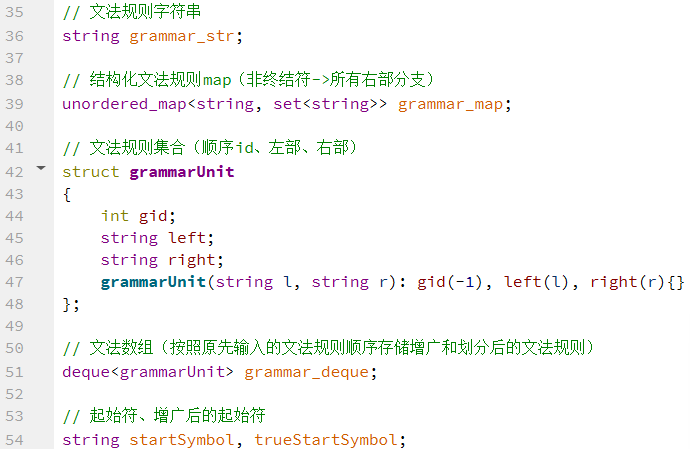 35 // 文法规则字符串
36 string grammar_str;
37
38 // 结构化文法规则map（非终结符->所有右部分支）
39 unordered_map<string, set<string>> grammar_map;
40
41 // 文法规则集合（顺序id、左部、右部）
42 struct grammarUnit
43 {
44     int gid;
45     string left;
46     string right;
47     grammarUnit(string l, string r): gid(-1), left(l), right(r){}
48 };
49
50 // 文法数组（按照原先输入的文法规则顺序存储增广和划分后的文法规则）
51 deque<grammarUnit> grammar_deque;
52
53 // 起始符、增广后的起始符
54 string startSymbol, trueStartSymbol;